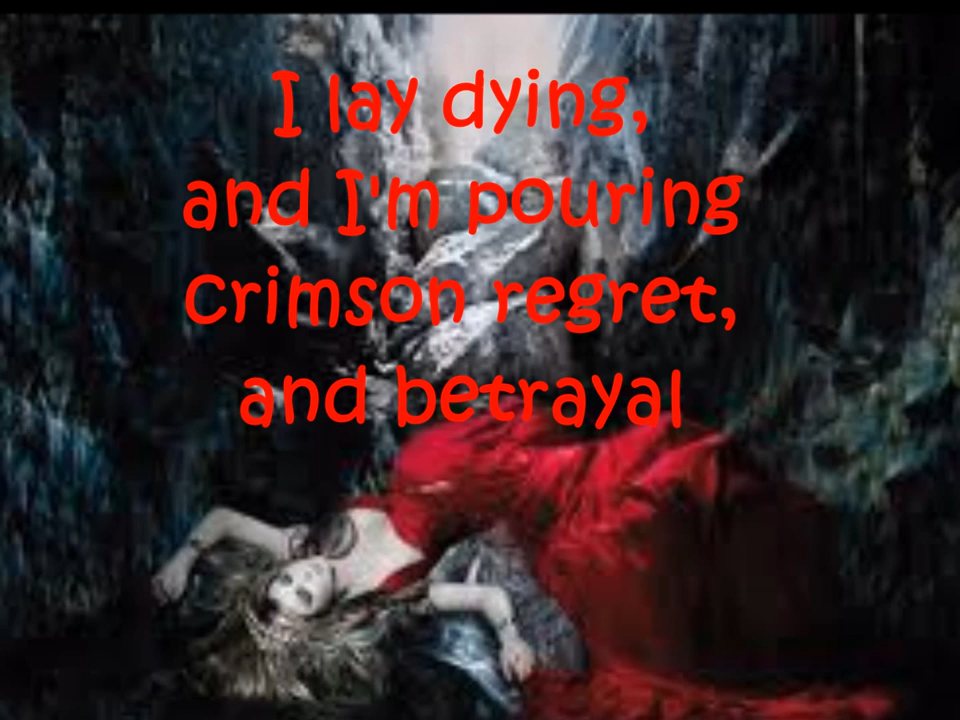 I lay dying,
and I'm pouring
crimson regret,
and betrayal